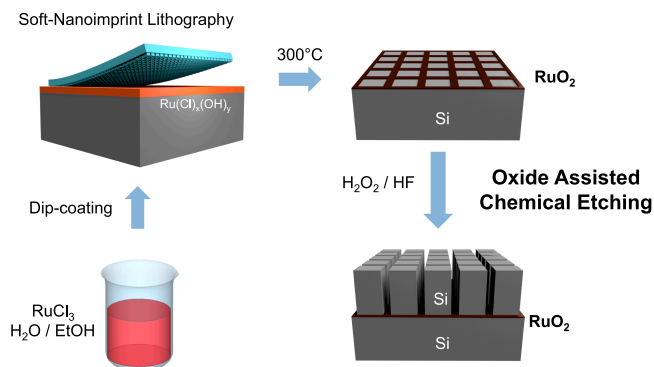 Soft-Nanoimprint Lithography
Ru(Cl)ₓ(OH)ᵧ
300°C
RuO₂
Si
H₂O₂ / HF
Oxide Assisted
Chemical Etching
Dip-coating
RuCl₃
H₂O / EtOH
Si
RuO₂
Si